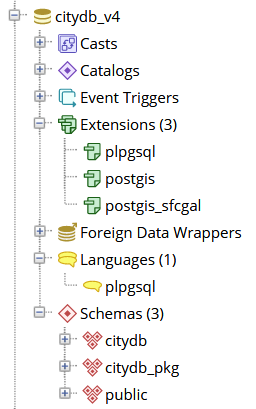 citydb_v4
Casts
Catalogs
Event Triggers
Extensions (3)
plpgsql
postgis
postgis_sfcgal
Foreign Data Wrappers
Languages (1)
plpgsql
Schemas (3)
citydb
citydb_pkg
public